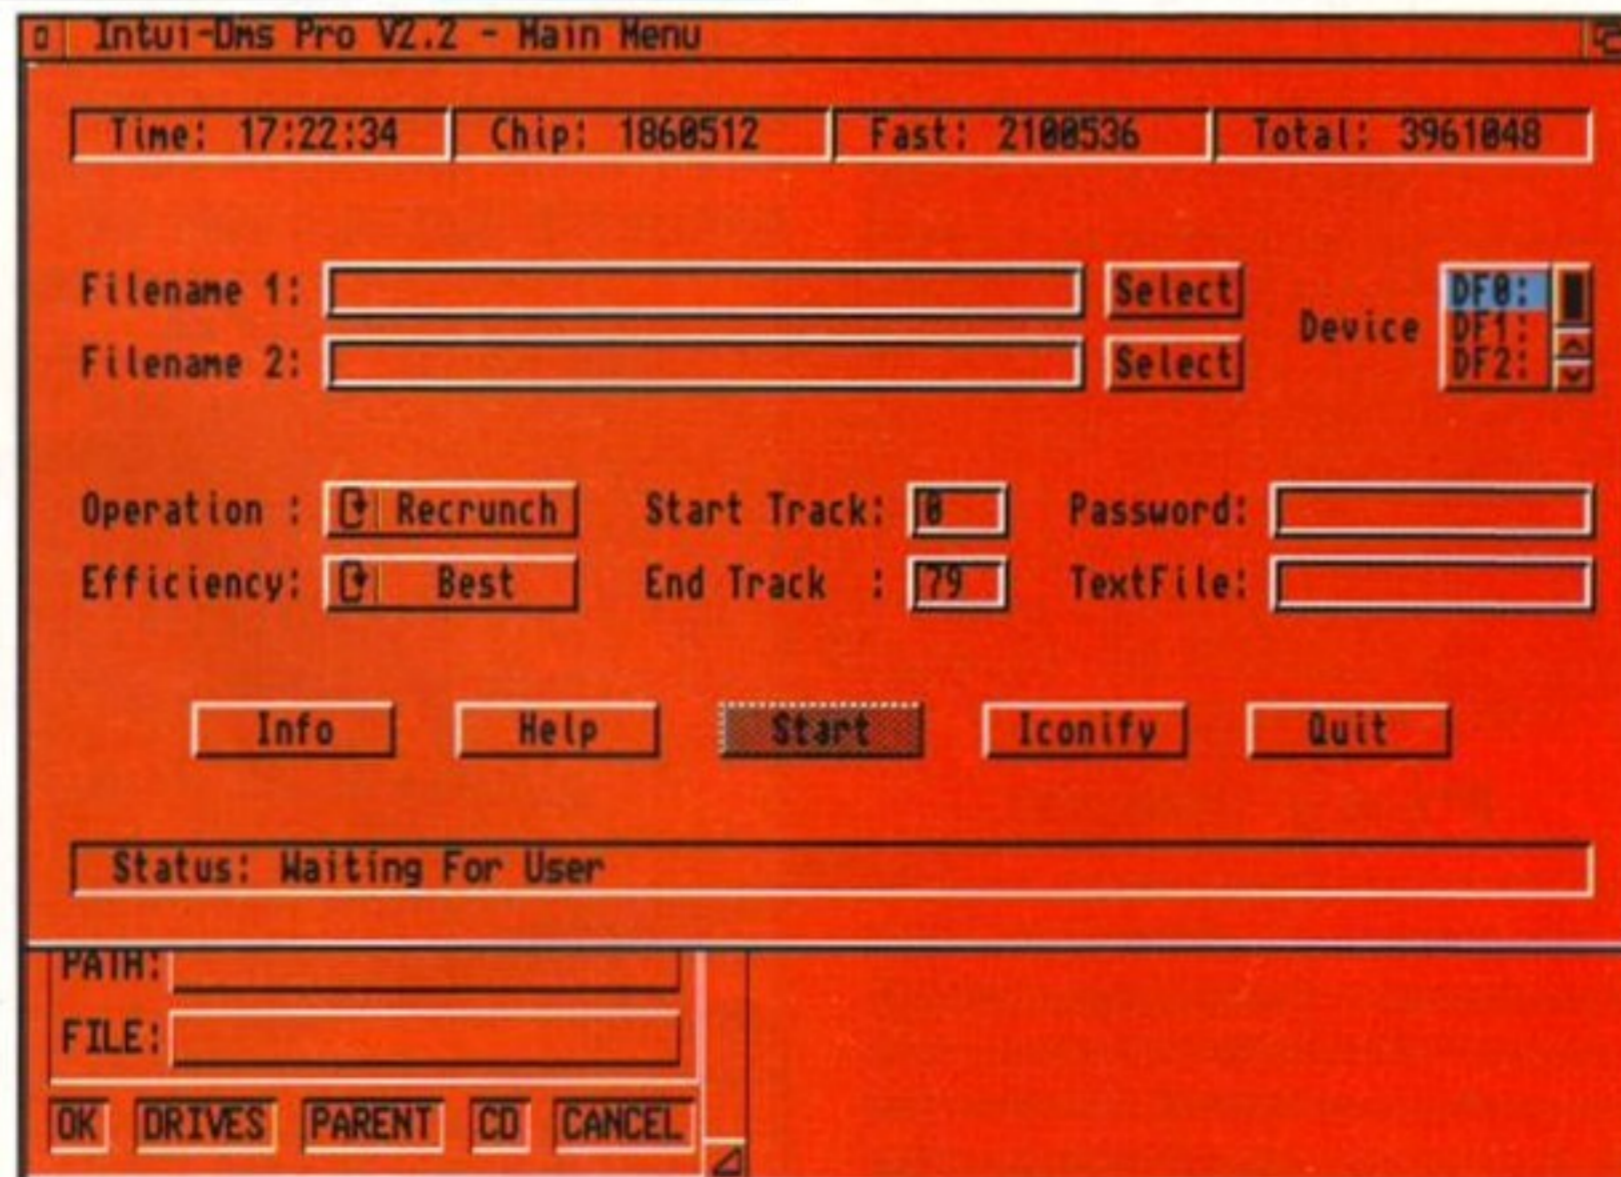 Intui-Dms Pro V2.2 - Main Menu
Time: 17:22:34 Chip: 1860512 Fast: 2100536 Total: 3961048
Filename 1: Select
Filename 2: Select
Device
DF0:
DF1:
DF2:
Operation : Recrunch Start Track: 0 Password:
Efficiency: Best End Track : 79 TextFile:
Info Help Start Iconify Quit
Status: Waiting For User
PATH:
FILE:
OK DRIVES PARENT CD CANCEL